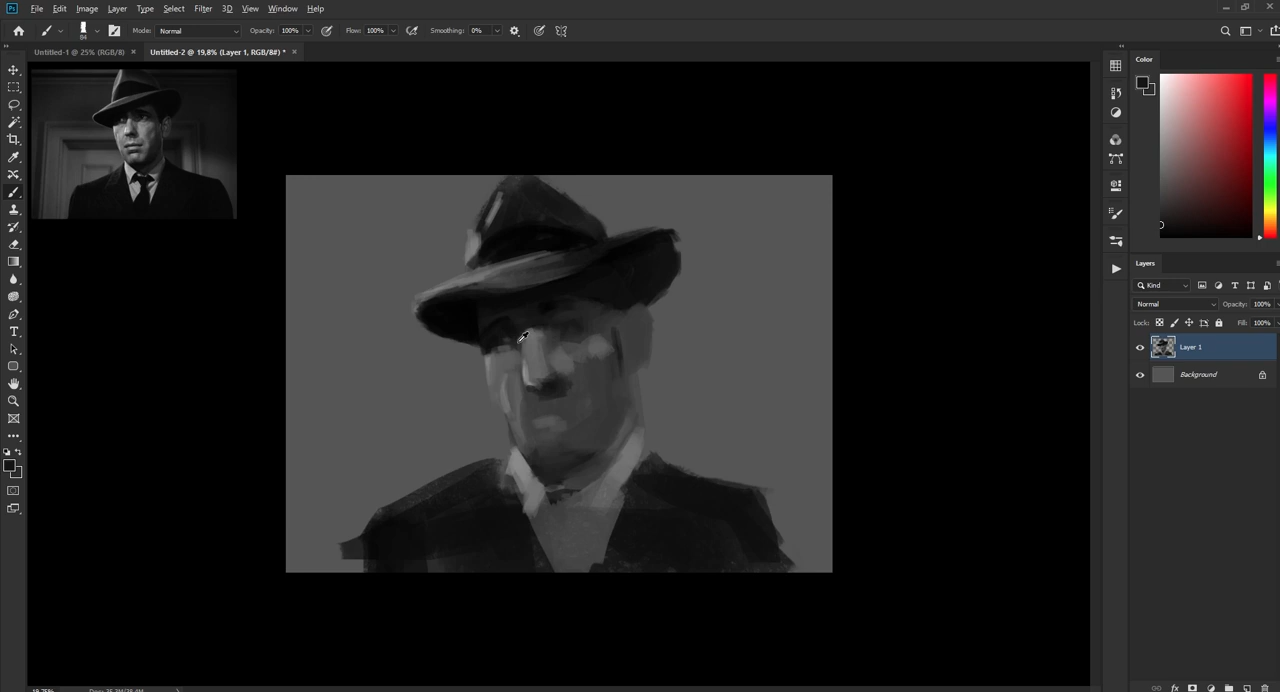 Ps File Edit Image Layer Type Select Filter 3D View Window Help
84 Mode: Normal Opacity: 100% Flow: 100% Smoothing: 0%
Untitled-1 @ 25% (RGB/8) × Untitled-2 @ 19,8% (Layer 1, RGB/8#) * ×
Color
Layers
Kind
Normal Opacity: 100%
Lock: Fill: 100%
Layer 1
Background